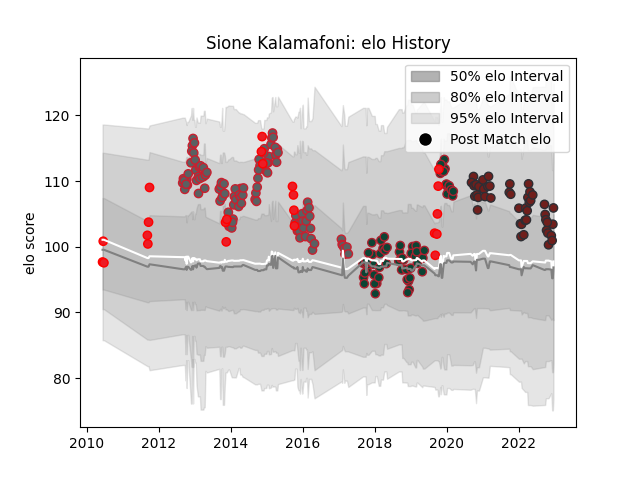 Sione Kalamafoni: elo History
50% elo Interval
80% elo Interval
95% elo Interval
Post Match elo
elo score
120
110
100
90
80
2010
2012
2014
2016
2018
2020
2022